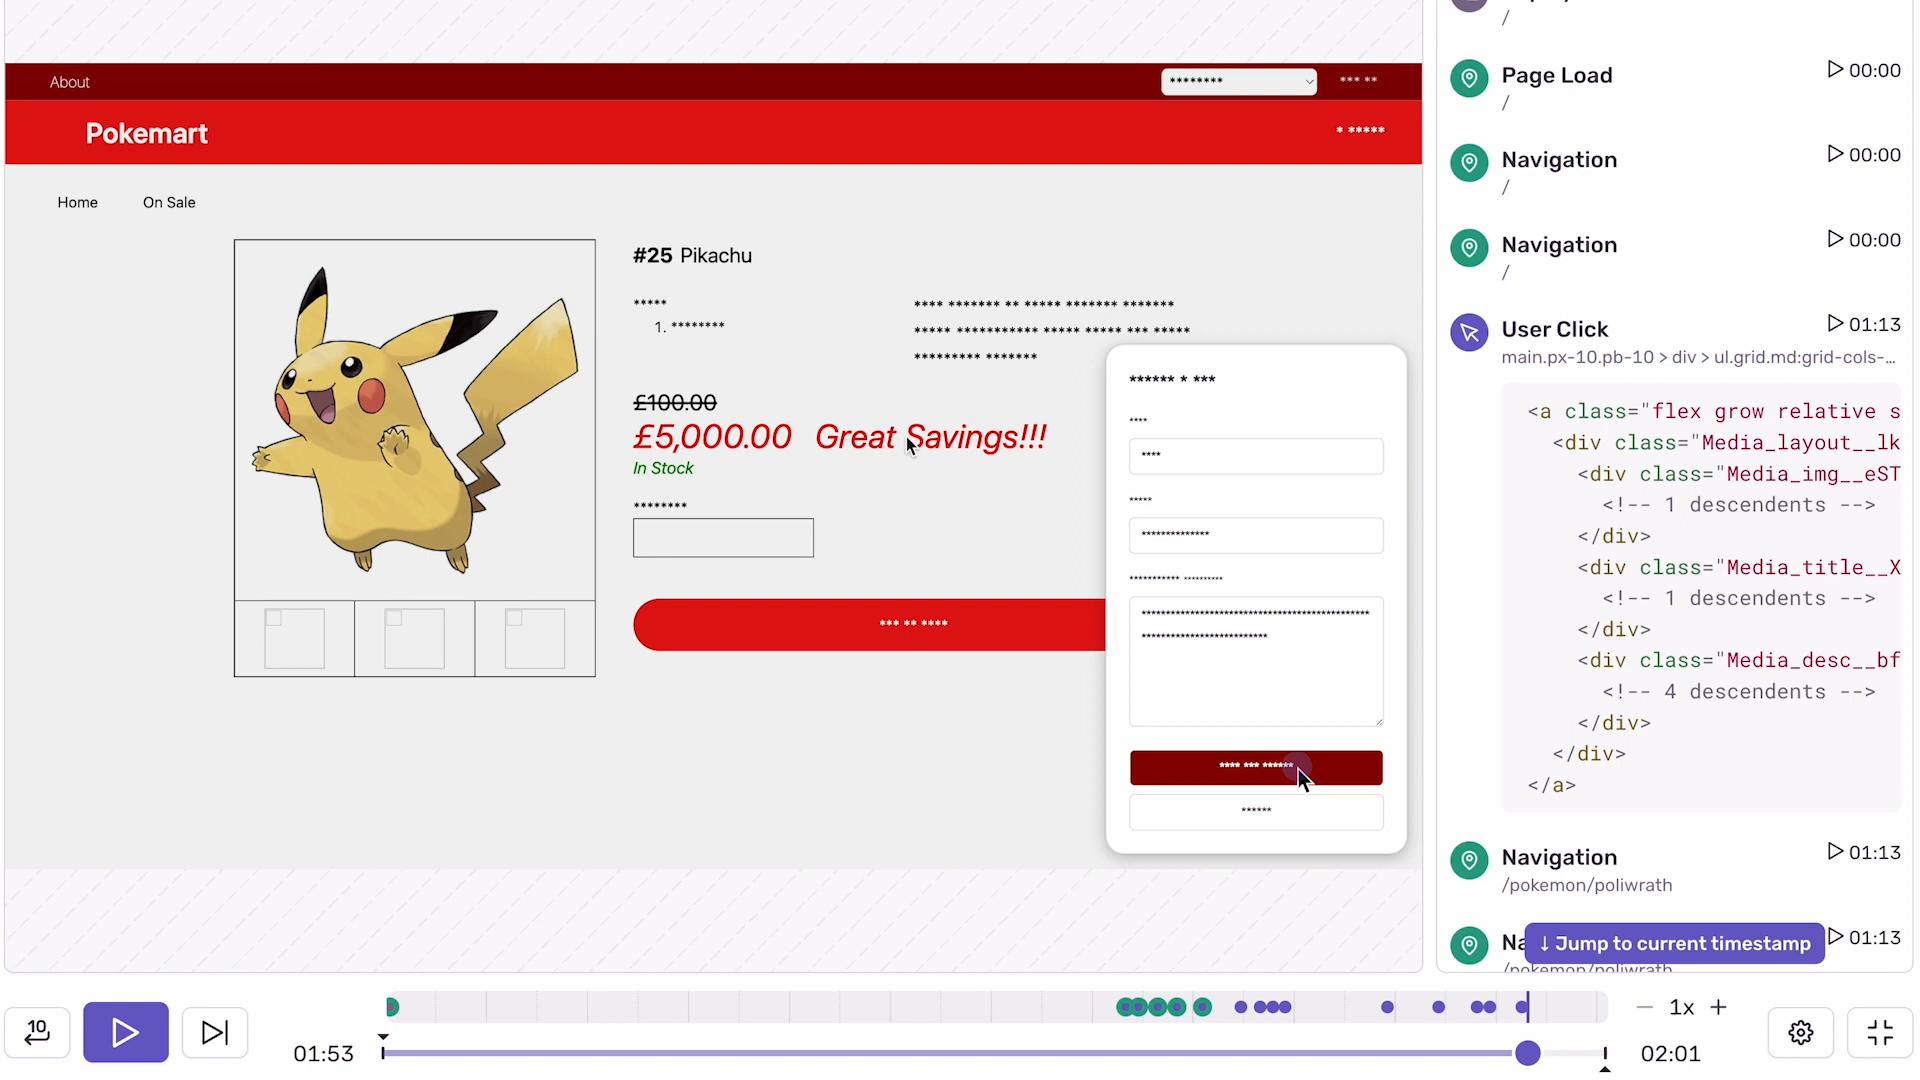 /
Page Load
00:00
/
Navigation
00:00
/
Navigation
00:00
/
User Click
01:13
main.px-10.pb-10 > div > ul.grid.md:grid-cols-...
<a class="flex grow relative s
<div class="Media_layout__lk
<div class="Media_img__eST
<!-- 1 descendents -->
</div>
<div class="Media_title__X
<!-- 1 descendents -->
</div>
<div class="Media_desc__bf
<!-- 4 descendents -->
</div>
</div>
</a>
Navigation
01:13
/pokemon/poliwrath
Na
↓ Jump to current timestamp
01:13
/pokemon/poliwrath
About
********
*** **
Pokemart
* *****
Home
On Sale
#25 Pikachu
*****
1. ********
**** ******* ** ***** ******* *******
***** *********** ***** ***** *** *****
********* *******
£100.00
£5,000.00 Great Savings!!!
In Stock
********
*** ** ****
****** * ***
****
****
*****
**************
*********** **********
***********************************************
**************************
**** *** ******
******
10
01:53
02:01
1x